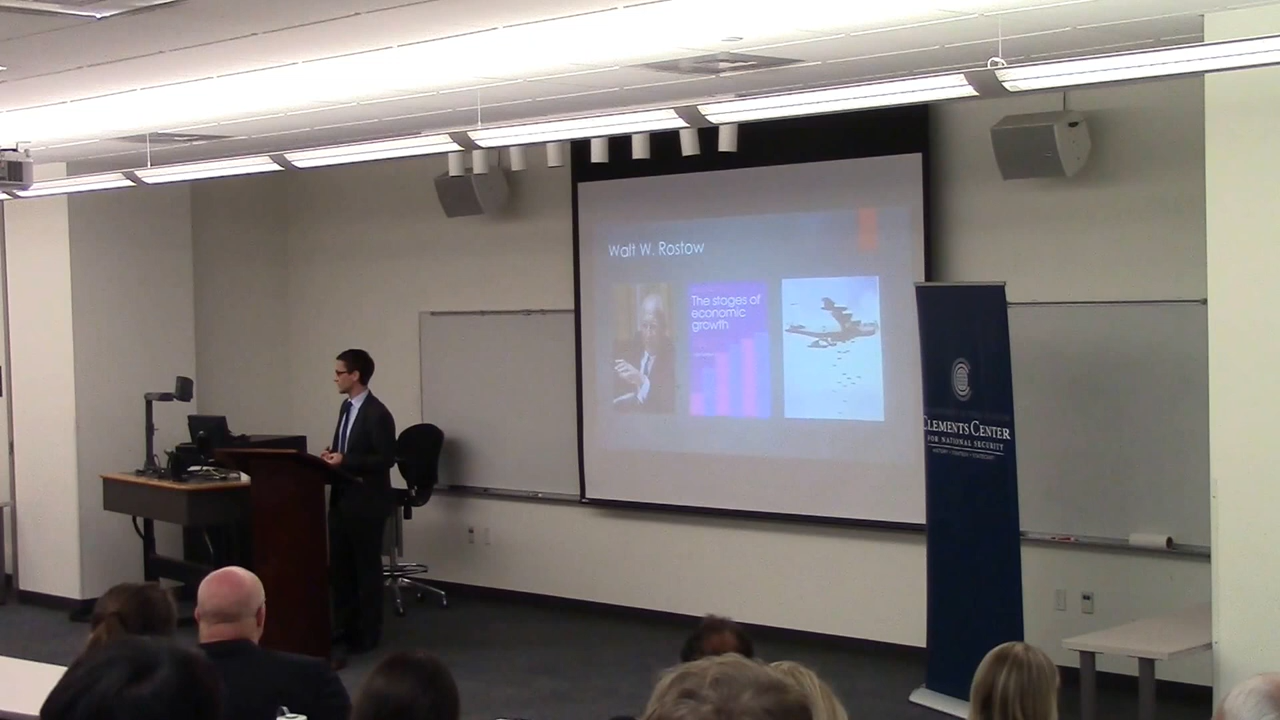 Walt W. Rostow
The stages of
economic
growth
CLEMENTS CENTER
FOR NATIONAL SECURITY